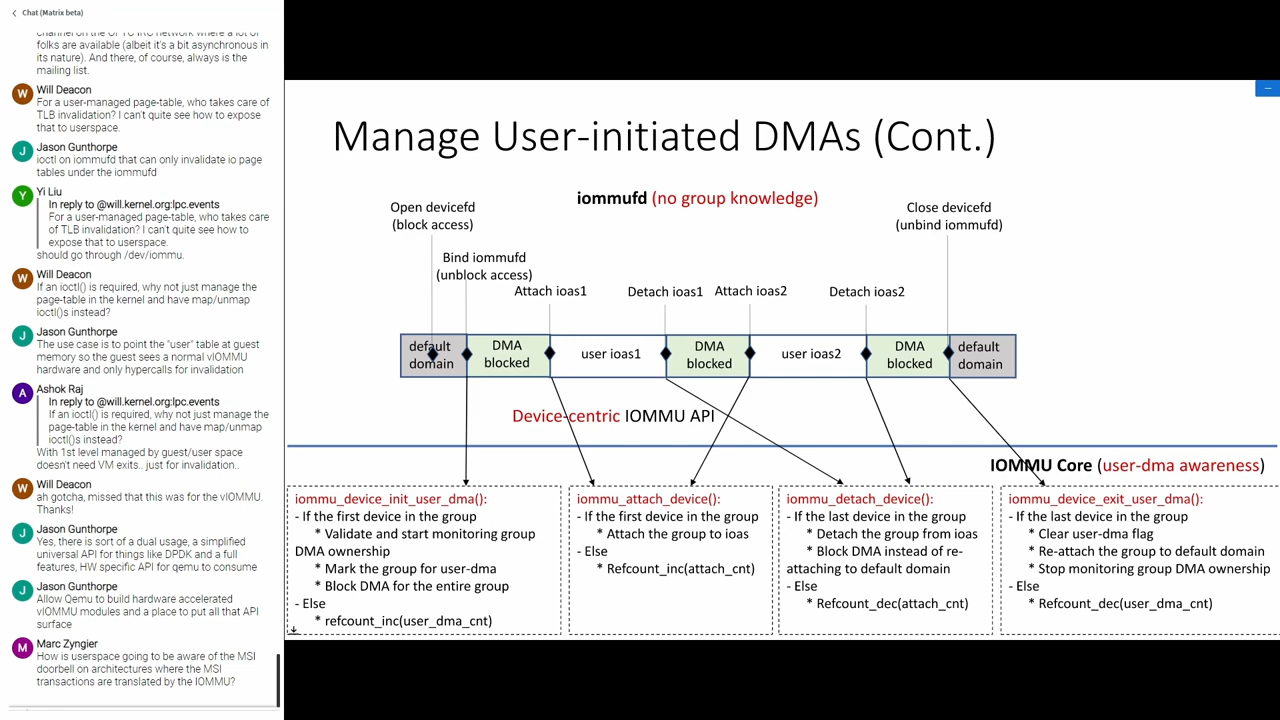 Chat (Matrix beta)
channel on the OFTC IRC network where a lot of
folks are available (albeit it's a bit asynchronous in
its nature). And there, of course, always is the
mailing list.
W
Will Deacon
For a user-managed page-table, who takes care of
TLB invalidation? I can't quite see how to expose
that to userspace.
J
Jason Gunthorpe
ioctl on iommufd that can only invalidate io page
tables under the iommufd
Y
Yi Liu
In reply to @will.kernel.org:lpc.events
For a user-managed page-table, who takes care
of TLB invalidation? I can't quite see how to
expose that to userspace.
should go through /dev/iommu.
W
Will Deacon
If an ioctl() is required, why not just manage the
page-table in the kernel and have map/unmap
ioctl()s instead?
J
Jason Gunthorpe
The use case is to point the "user" table at guest
memory so the guest sees a normal vIOMMU
hardware and only hypercalls for invalidation
A
Ashok Raj
In reply to @will.kernel.org:lpc.events
If an ioctl() is required, why not just manage the
page-table in the kernel and have map/unmap
ioctl()s instead?
With 1st level managed by guest/user space
doesn't need VM exits.. just for invalidation..
W
Will Deacon
ah gotcha, missed that this was for the vIOMMU.
Thanks!
J
Jason Gunthorpe
Yes, there is sort of a dual usage, a simplified
universal API for things like DPDK and a full
features, HW specific API for qemu to consume
J
Jason Gunthorpe
Allow Qemu to build hardware accelerated
vIOMMU modules and a place to put all that API
surface
M
Marc Zyngier
How is userspace going to be aware of the MSI
doorbell on architectures where the MSI
transactions are translated by the IOMMU?
Manage User-initiated DMAs (Cont.)
iommufd (no group knowledge)
Open devicefd
(block access)
Close devicefd
(unbind iommufd)
Bind iommufd
(unblock access)
Attach ioas1
Detach ioas1
Attach ioas2
Detach ioas2
default
domain
DMA
blocked
user ioas1
DMA
blocked
user ioas2
DMA
blocked
default
domain
Device-centric IOMMU API
IOMMU Core (user-dma awareness)
iommu_device_init_user_dma():
- If the first device in the group
* Validate and start monitoring group
DMA ownership
* Mark the group for user-dma
* Block DMA for the entire group
- Else
* refcount_inc(user_dma_cnt)
iommu_attach_device():
- If the first device in the group
* Attach the group to ioas
- Else
* Refcount_inc(attach_cnt)
iommu_detach_device():
- If the last device in the group
* Detach the group from ioas
* Block DMA instead of re-
attaching to default domain
- Else
* Refcount_dec(attach_cnt)
iommu_device_exit_user_dma():
- If the last device in the group
* Clear user-dma flag
* Re-attach the group to default domain
* Stop monitoring group DMA ownership
- Else
* Refcount_dec(user_dma_cnt)